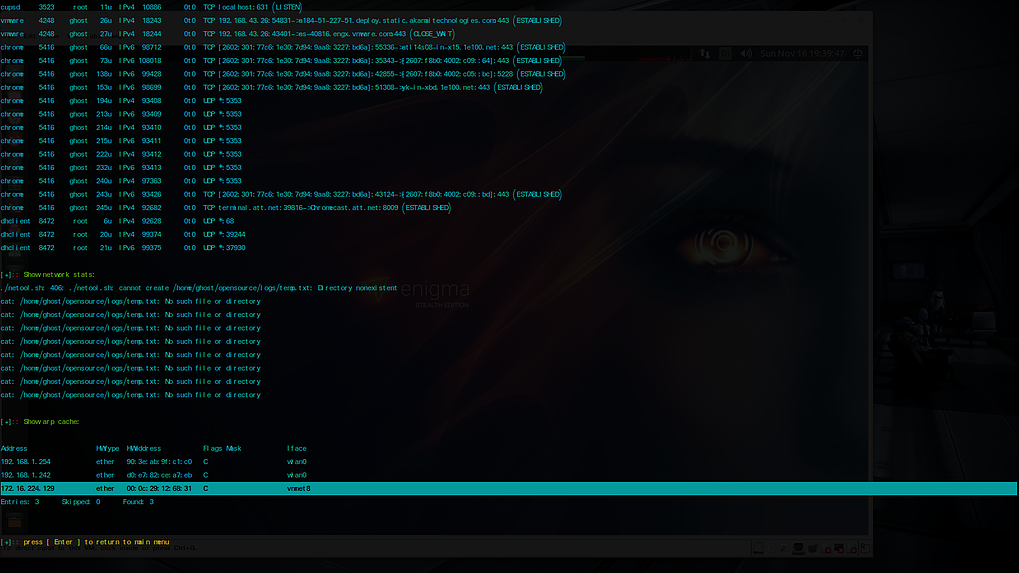 cupsd 3523 root 11u IPv4 10886 0t0 TCP localhost:631 (LISTEN)
vmware 4248 ghost 26u IPv4 18243 0t0 TCP 192.168.43.26:54831->a184-51-227-51.deploy.static.akamaitechnologies.com:443 (ESTABLISHED)
vmware 4248 ghost 27u IPv4 18244 0t0 TCP 192.168.43.26:43401->es-40816.engx.vmware.com:443 (CLOSE_WAIT)
chrome 5416 ghost 66u IPv6 98712 0t0 TCP [2602:301:77c6:1e30:7d94:9aa8:3227:bd6a]:55336->atl14s08-in-x15.1e100.net:443 (ESTABLISHED)
chrome 5416 ghost 73u IPv6 108018 0t0 TCP [2602:301:77c6:1e30:7d94:9aa8:3227:bd6a]:35343->[2607:f8b0:4002:c09::64]:443 (ESTABLISHED)
chrome 5416 ghost 138u IPv6 99428 0t0 TCP [2602:301:77c6:1e30:7d94:9aa8:3227:bd6a]:42855->[2607:f8b0:4002:c05::bc]:5228 (ESTABLISHED)
chrome 5416 ghost 153u IPv6 98699 0t0 TCP [2602:301:77c6:1e30:7d94:9aa8:3227:bd6a]:51308->yk-in-xbd.1e100.net:443 (ESTABLISHED)
chrome 5416 ghost 194u IPv4 93408 0t0 UDP *:5353
chrome 5416 ghost 209u IPv6 93409 0t0 UDP *:5353
chrome 5416 ghost 214u IPv4 93410 0t0 UDP *:5353
chrome 5416 ghost 215u IPv6 93411 0t0 UDP *:5353
chrome 5416 ghost 222u IPv4 93412 0t0 UDP *:5353
chrome 5416 ghost 232u IPv6 93413 0t0 UDP *:5353
chrome 5416 ghost 240u IPv4 97363 0t0 UDP *:5353
chrome 5416 ghost 243u IPv6 93426 0t0 TCP [2602:301:77c6:1e30:7d94:9aa8:3227:bd6a]:43124->[2607:f8b0:4002:c09::bd]:443 (ESTABLISHED)
chrome 5416 ghost 245u IPv4 92682 0t0 TCP terminal.att.net:39816->Chromecast.att.net:8009 (ESTABLISHED)
dhclient 8472 root 6u IPv4 92628 0t0 UDP *:68
dhclient 8472 root 20u IPv4 99374 0t0 UDP *:39244
dhclient 8472 root 21u IPv6 99375 0t0 UDP *:37930
Sun Nov 16 19:39:47
[+]:: Show network stats:
./netool.sh: 406: ./netool.sh: cannot create /home/ghost/opensource/logs/temp.txt: Directory nonexistent
cat: /home/ghost/opensource/logs/temp.txt: No such file or directory
cat: /home/ghost/opensource/logs/temp.txt: No such file or directory
cat: /home/ghost/opensource/logs/temp.txt: No such file or directory
cat: /home/ghost/opensource/logs/temp.txt: No such file or directory
cat: /home/ghost/opensource/logs/temp.txt: No such file or directory
cat: /home/ghost/opensource/logs/temp.txt: No such file or directory
cat: /home/ghost/opensource/logs/temp.txt: No such file or directory
cat: /home/ghost/opensource/logs/temp.txt: No such file or directory
enigma
STEALTH EDITION
[+]:: Show arp cache:
Address HWtype HWaddress Flags Mask Iface
192.168.1.254 ether 90:3e:ab:9f:c1:c0 C wlan0
192.168.1.242 ether d0:e7:82:ce:a7:eb C wlan0
172.16.224.129 ether 00:0c:29:12:68:31 C vmnet8
Entries: 3 Skipped: 0 Found: 3
[+]:: press [ Enter ] to return to main menu